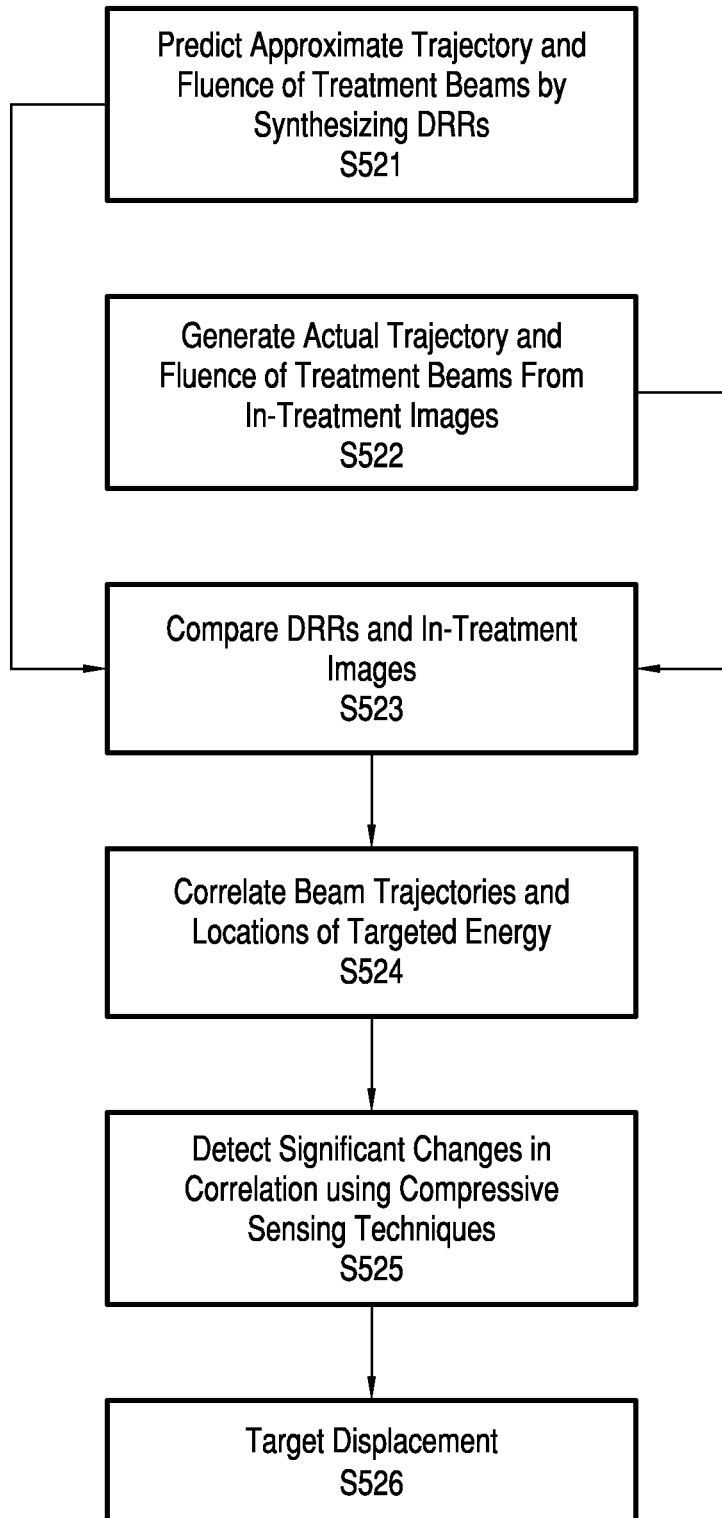 Predict Approximate Trajectory and
Fluence of Treatment Beams by
Synthesizing DRRs
S521
Generate Actual Trajectory and
Fluence of Treatment Beams From
In-Treatment Images
S522
Compare DRRs and In-Treatment
Images
S523
Correlate Beam Trajectories and
Locations of Targeted Energy
S524
Detect Significant Changes in
Correlation using Compressive
Sensing Techniques
S525
Target Displacement
S526